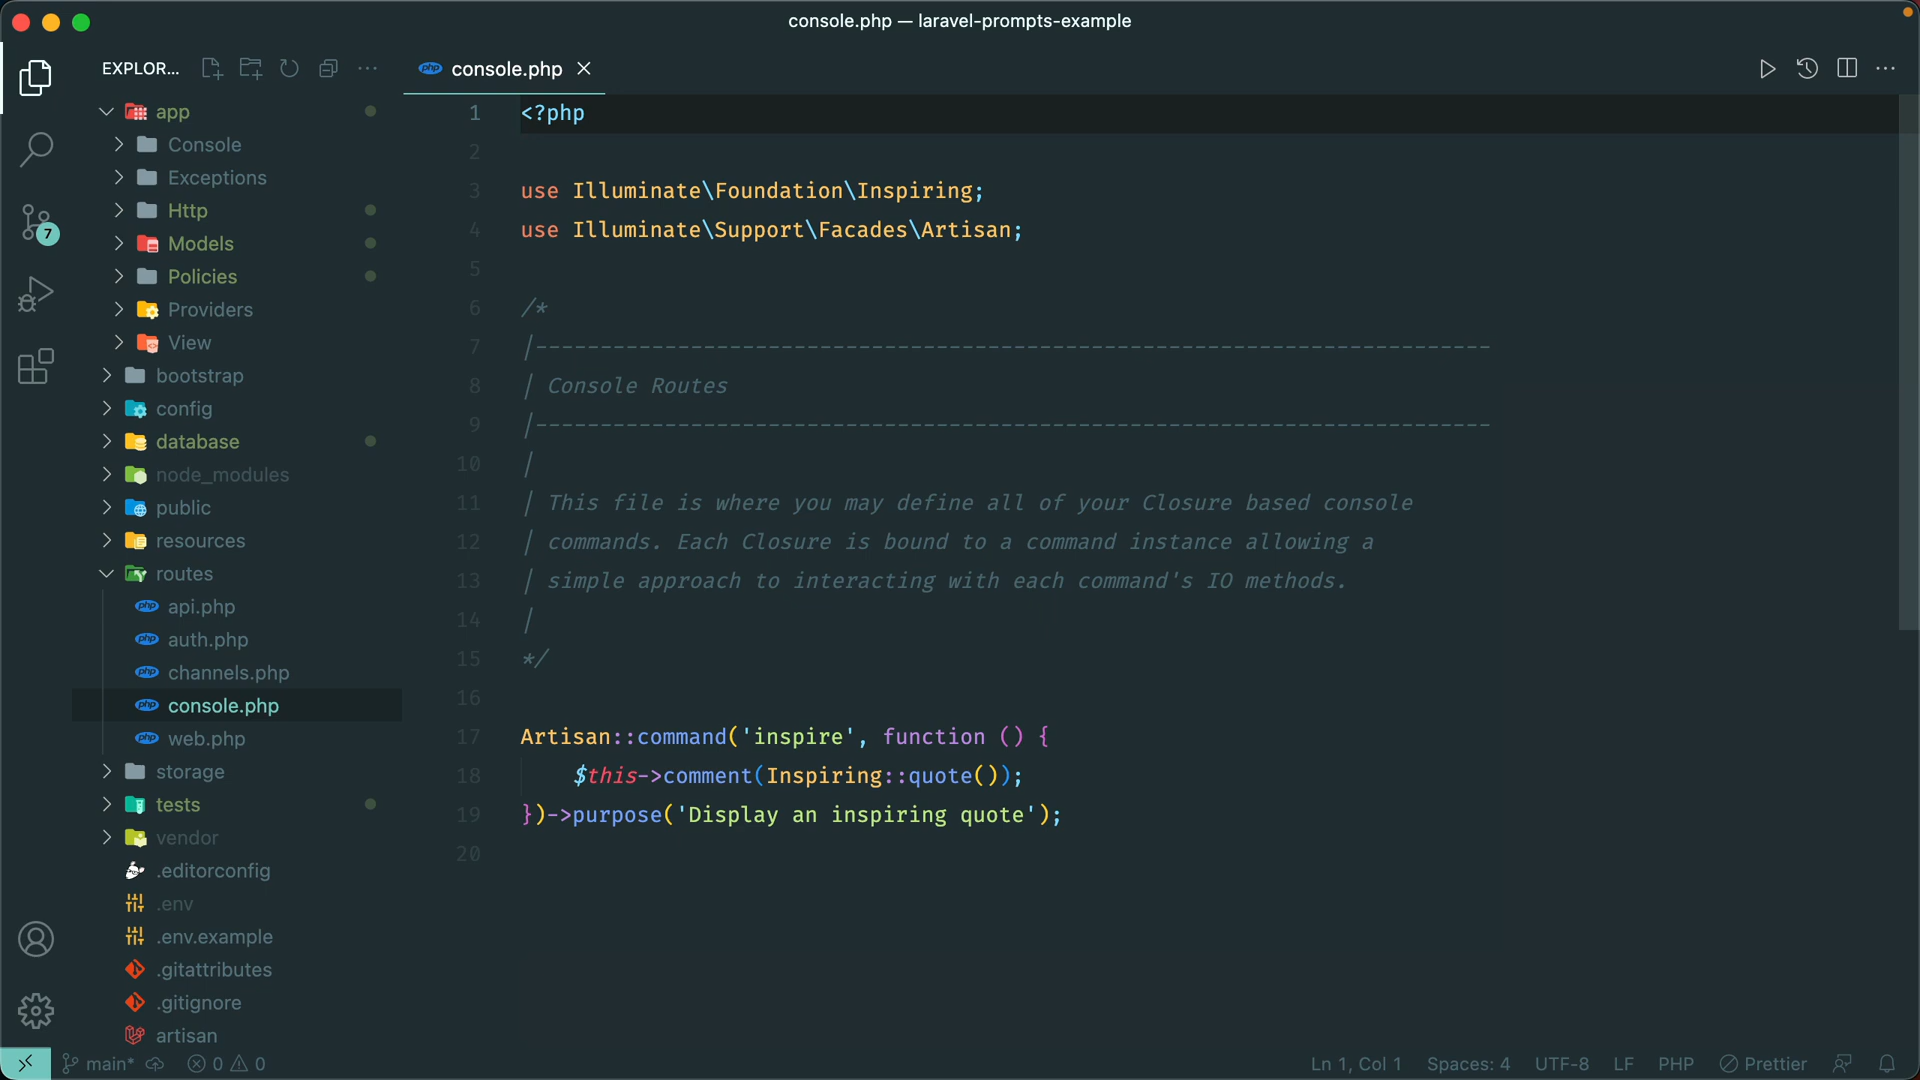 console.php — laravel-prompts-example
EXPLOR...
console.php
app
Console
Exceptions
Http
Models
Policies
Providers
View
bootstrap
config
database
node_modules
public
resources
routes
php api.php
php auth.php
php channels.php
php console.php
php web.php
storage
tests
vendor
.editorconfig
.env
.env.example
.gitattributes
.gitignore
artisan
7
1 <?php
2
3 use Illuminate\Foundation\Inspiring;
4 use Illuminate\Support\Facades\Artisan;
5
6 /*
7 |--------------------------------------------------------------------------
8 | Console Routes
9 |--------------------------------------------------------------------------
10 |
11 | This file is where you may define all of your Closure based console
12 | commands. Each Closure is bound to a command instance allowing a
13 | simple approach to interacting with each command's IO methods.
14 |
15 */
16
17 Artisan::command('inspire', function () {
18     $this->comment(Inspiring::quote());
19 })->purpose('Display an inspiring quote');
20
main* 0 0 Ln 1, Col 1 Spaces: 4 UTF-8 LF PHP Prettier